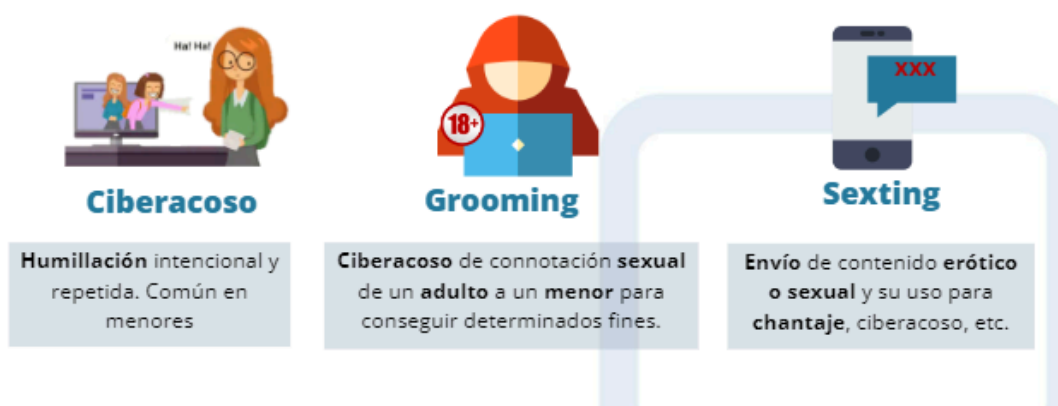 Ha! Ha!
18+
XXX
Ciberacoso
Grooming
Sexting
Humillación intencional y
repetida. Común en
menores
Ciberacoso de connotación sexual
de un adulto a un menor para
conseguir determinados fines.
Envío de contenido erótico
o sexual y su uso para
chantaje, ciberacoso, etc.